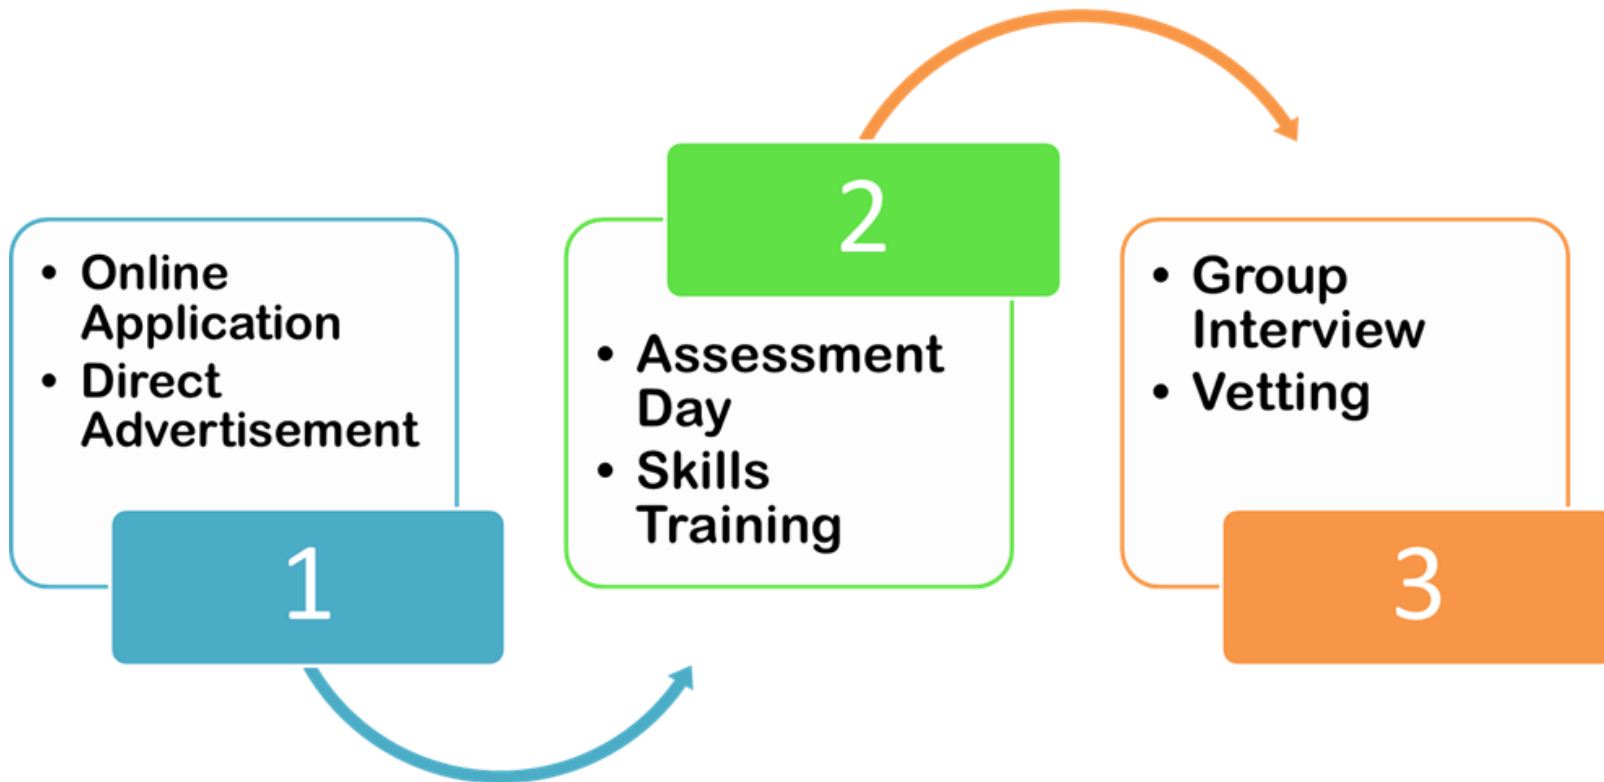 • Online
Application
• Direct
Advertisement
1
2
• Assessment
Day
• Skills
Training
• Group
Interview
• Vetting
3